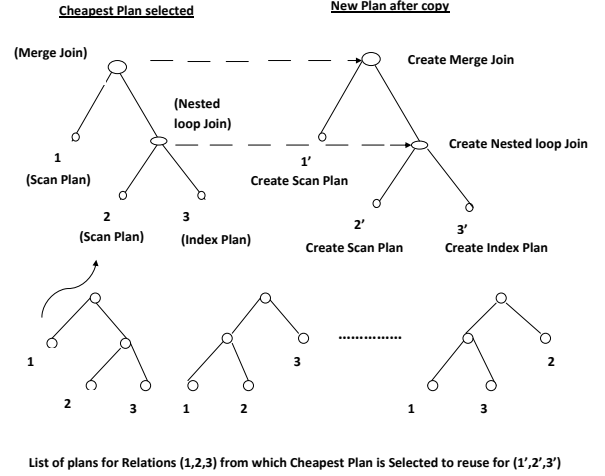 Cheapest Plan selected
New Plan after copy
(Merge Join)
Create Merge Join
(Nested
loop Join)
Create Nested loop Join
1
(Scan Plan)
1’
Create Scan Plan
2
(Scan Plan)
3
(Index Plan)
2’
Create Scan Plan
3’
Create Index Plan
1
2
3
1
2
3
……………
1
3
2
List of plans for Relations (1,2,3) from which Cheapest Plan is Selected to reuse for (1’,2’,3’)